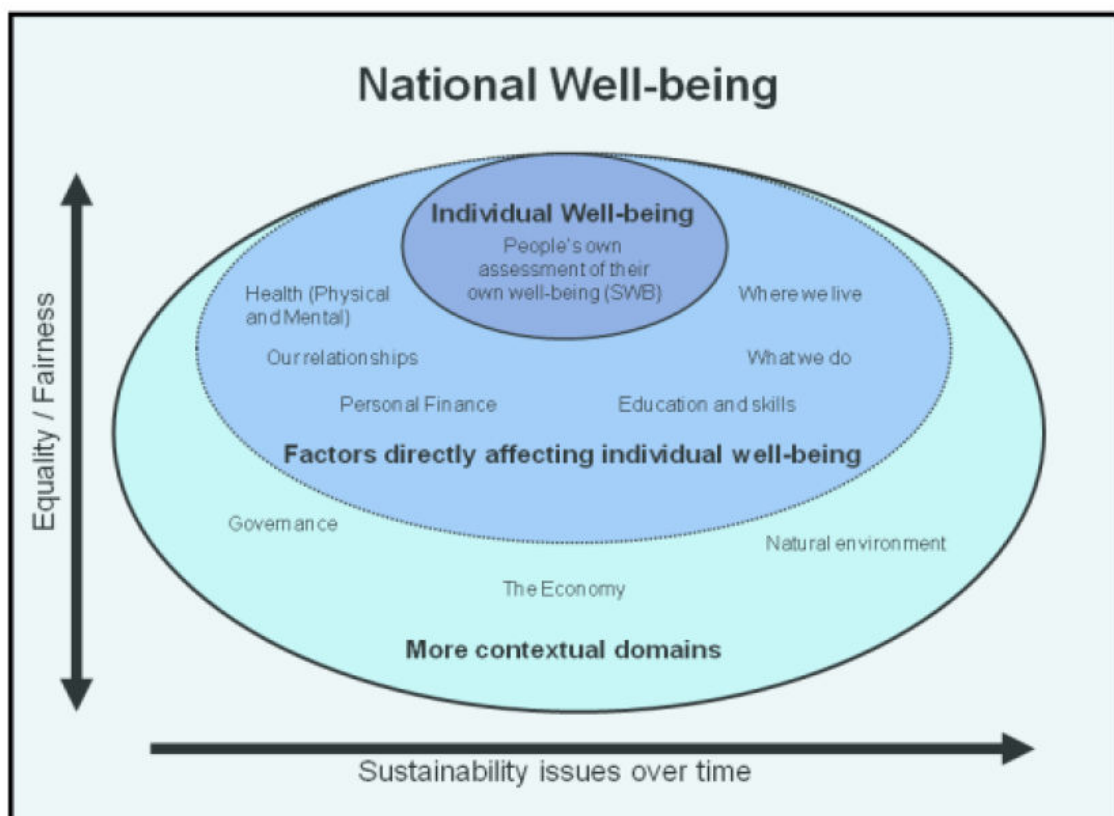 National Well-being
Individual Well-being
People's own
assessment of their
own well-being (SWB)
Health (Physical
and Mental)
Where we live
Our relationships
What we do
Personal Finance
Education and skills
Factors directly affecting individual well-being
Governance
Natural environment
The Economy
More contextual domains
Equality / Fairness
Sustainability issues over time